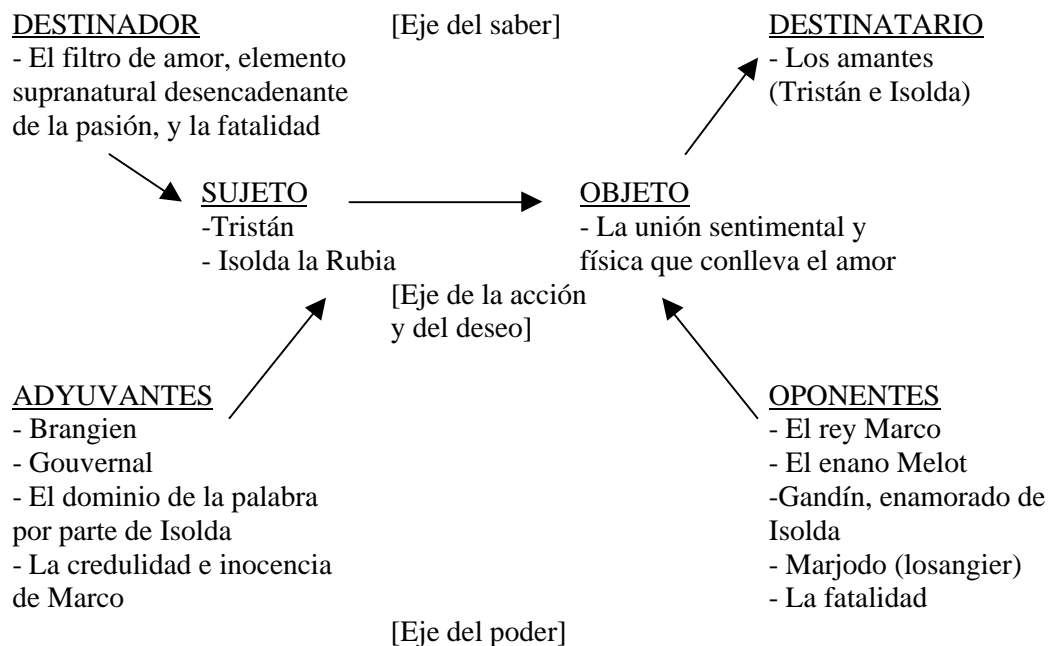 DESTINADOR [Eje del saber] DESTINATARIO
- El filtro de amor, elemento
supranatural desencadenante
de la pasión, y la fatalidad
- Los amantes
(Tristán e Isolda)
SUJETO
-Tristán
- Isolda la Rubia
OBJETO
- La unión sentimental y
física que conlleva el amor
[Eje de la acción
y del deseo]
ADYUVANTES
- Brangien
- Gouvernal
- El dominio de la palabra
por parte de Isolda
- La credulidad e inocencia
de Marco
OPONENTES
- El rey Marco
- El enano Melot
-Gandín, enamorado de
Isolda
- Marjodo (losangier)
- La fatalidad
[Eje del poder]